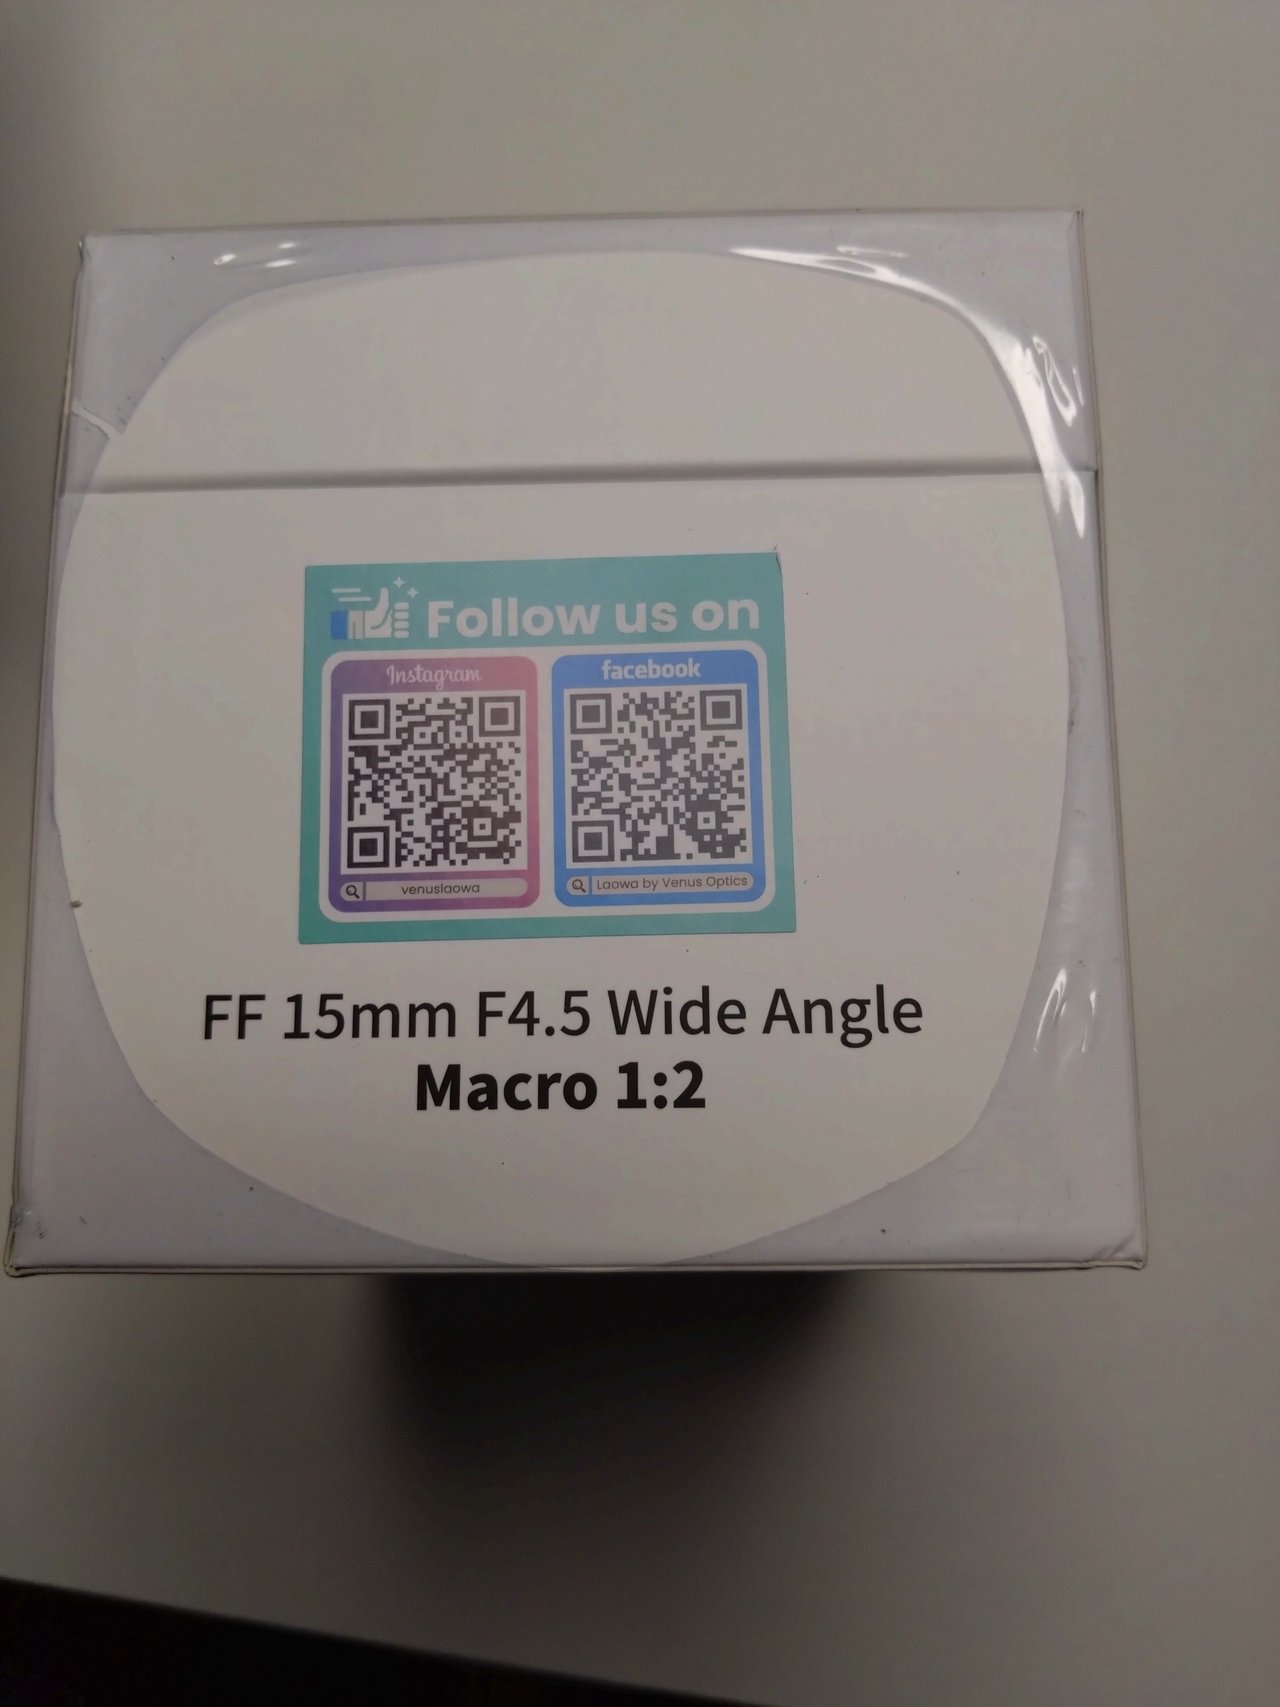 Follow us on
Instagram
facebook
venuslaowa
Laowa by Venus Optics
FF 15mm F4.5 Wide Angle
Macro 1:2